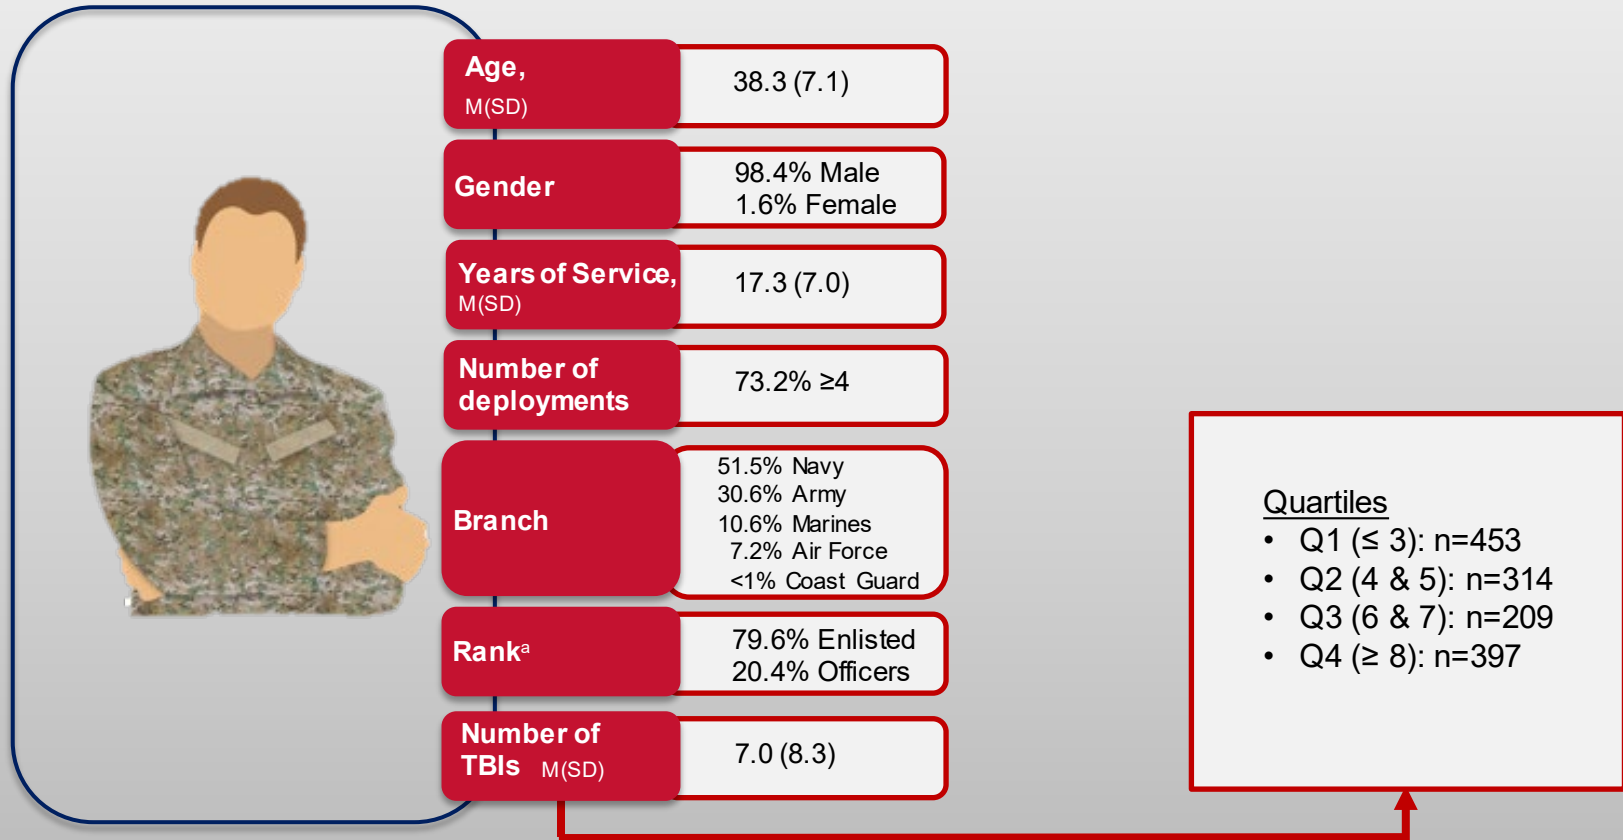 Age,
M(SD)
38.3 (7.1)
Gender
98.4% Male
1.6% Female
Years of Service,
M(SD)
17.3 (7.0)
Number of
deployments
73.2% ≥4
Branch
51.5% Navy
30.6% Army
10.6% Marines
7.2% Air Force
<1% Coast Guard
Rankᵃ
79.6% Enlisted
20.4% Officers
Number of
TBIs M(SD)
7.0 (8.3)
Quartiles
• Q1 (≤ 3): n=453
• Q2 (4 & 5): n=314
• Q3 (6 & 7): n=209
• Q4 (≥ 8): n=397